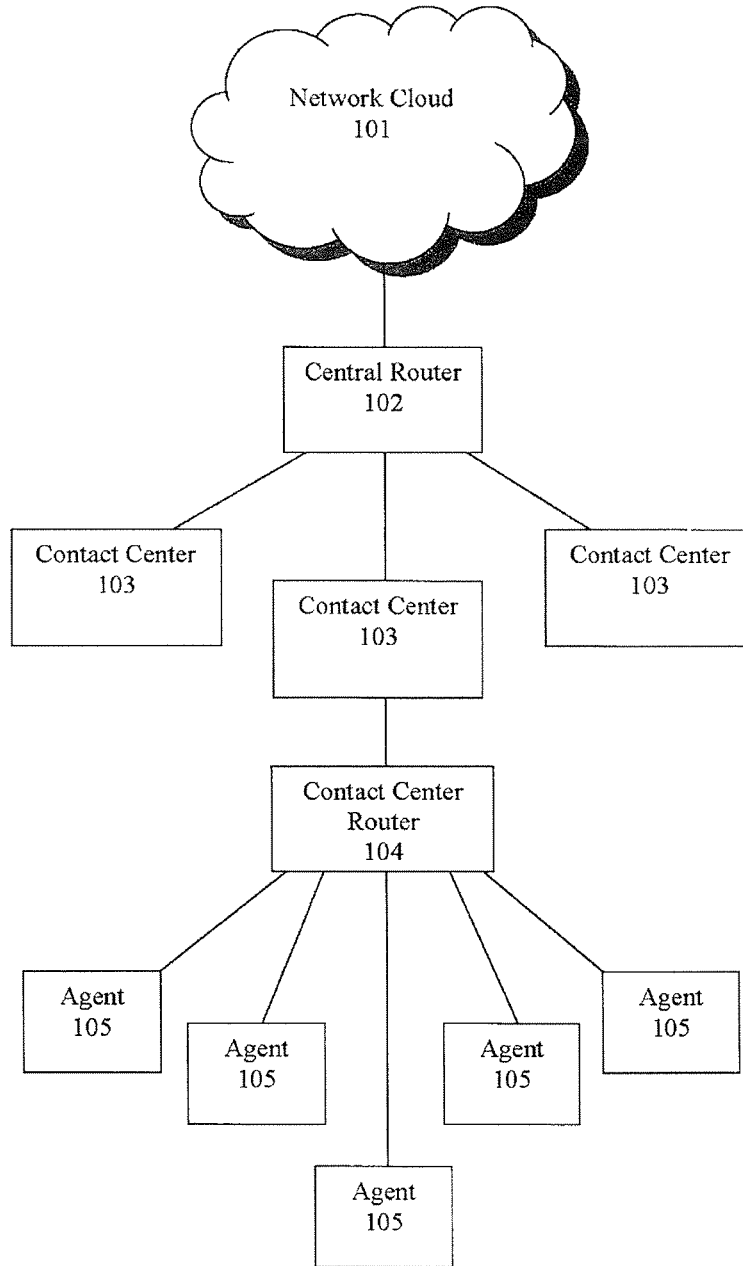 Network Cloud
101
Central Router
102
Contact Center
103
Contact Center
103
Contact Center
103
Contact Center
Router
104
Agent
105
Agent
105
Agent
105
Agent
105
Agent
105